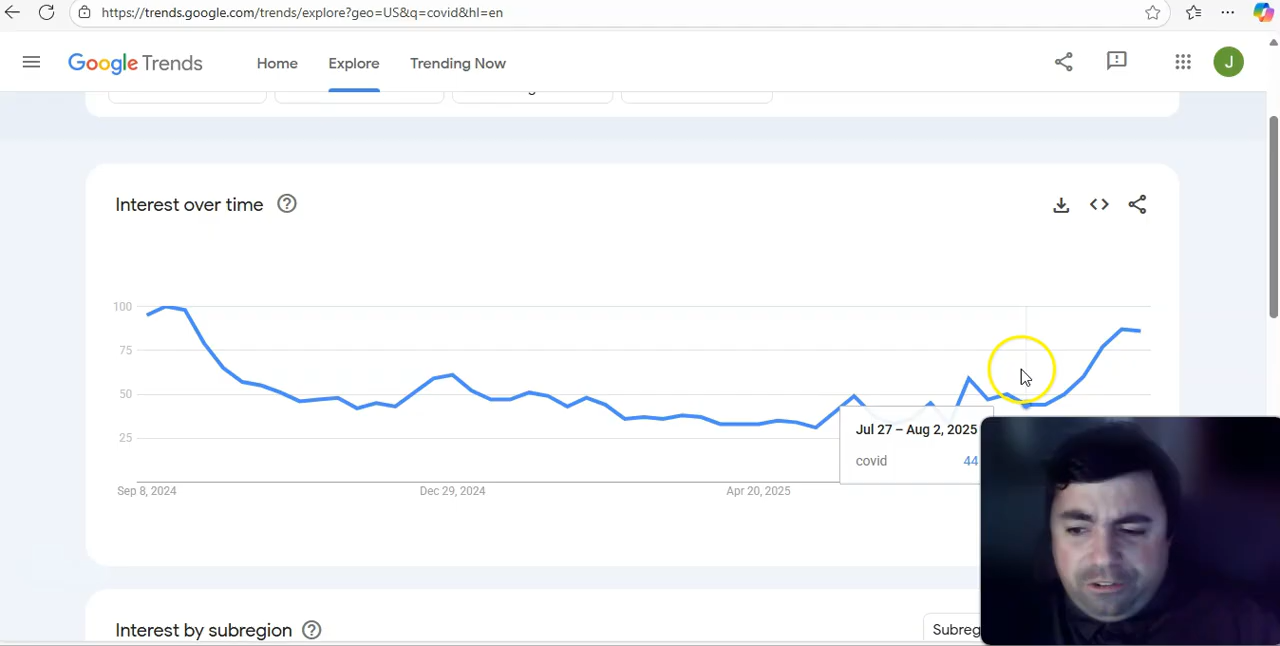 https://trends.google.com/trends/explore?geo=US&q=covid&hl=en
Google Trends
Home
Explore
Trending Now
J
Interest over time
100
75
50
25
Jul 27 – Aug 2, 2025
covid 44
Sep 8, 2024
Dec 29, 2024
Apr 20, 2025
Interest by subregion
Subreg